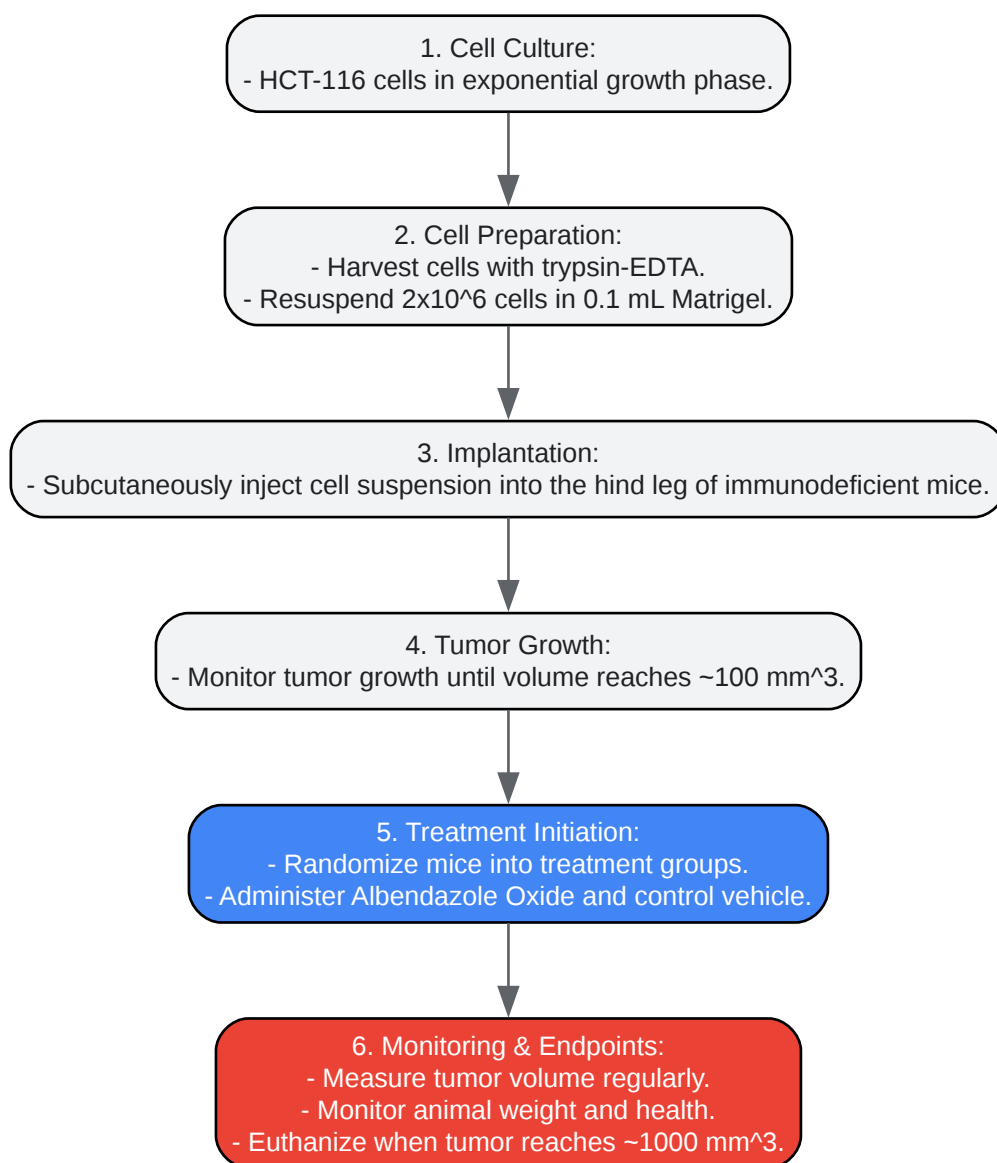 1. Cell Culture:
- HCT-116 cells in exponential growth phase.
2. Cell Preparation:
- Harvest cells with trypsin-EDTA.
- Resuspend 2x10^6 cells in 0.1 mL Matrigel.
3. Implantation:
- Subcutaneously inject cell suspension into the hind leg of immunodeficient mice.
4. Tumor Growth:
- Monitor tumor growth until volume reaches ~100 mm^3.
5. Treatment Initiation:
- Randomize mice into treatment groups.
- Administer Albendazole Oxide and control vehicle.
6. Monitoring & Endpoints:
- Measure tumor volume regularly.
- Monitor animal weight and health.
- Euthanize when tumor reaches ~1000 mm^3.